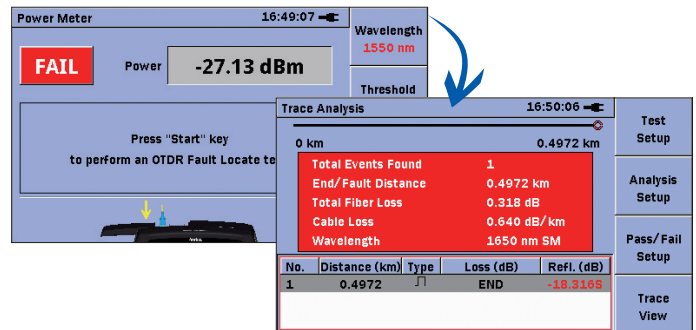 Power Meter 16:49:07
Wavelength
1550 nm
FAIL Power -27.13 dBm
Threshold
Press "Start" key
to perform an OTDR Fault Locate te
Trace Analysis 16:50:06
0 km 0.4972 km
Total Events Found 1
End/Fault Distance 0.4972 km
Total Fiber Loss 0.318 dB
Cable Loss 0.640 dB/km
Wavelength 1650 nm SM
No. Distance (km) Type Loss (dB) Refl. (dB)
1 0.4972 END -18.316S
Test
Setup
Analysis
Setup
Pass/Fail
Setup
Trace
View